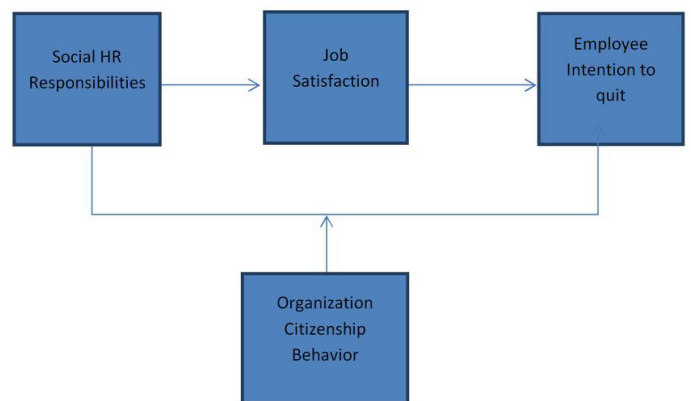 Social HR
Responsibilities
Job
Satisfaction
Employee
Intention to
quit
Organization
Citizenship
Behavior